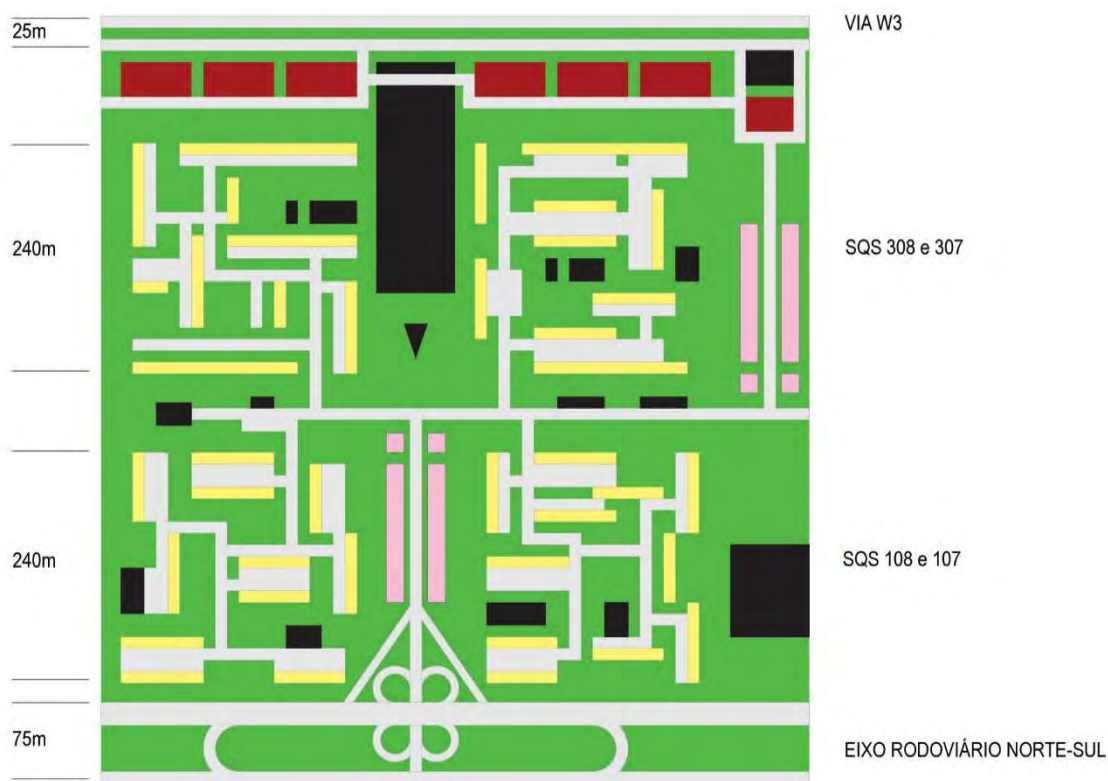 25m
VIA W3
240m
SQS 308 e 307
240m
SQS 108 e 107
75m
EIXO RODOVIÁRIO NORTE-SUL